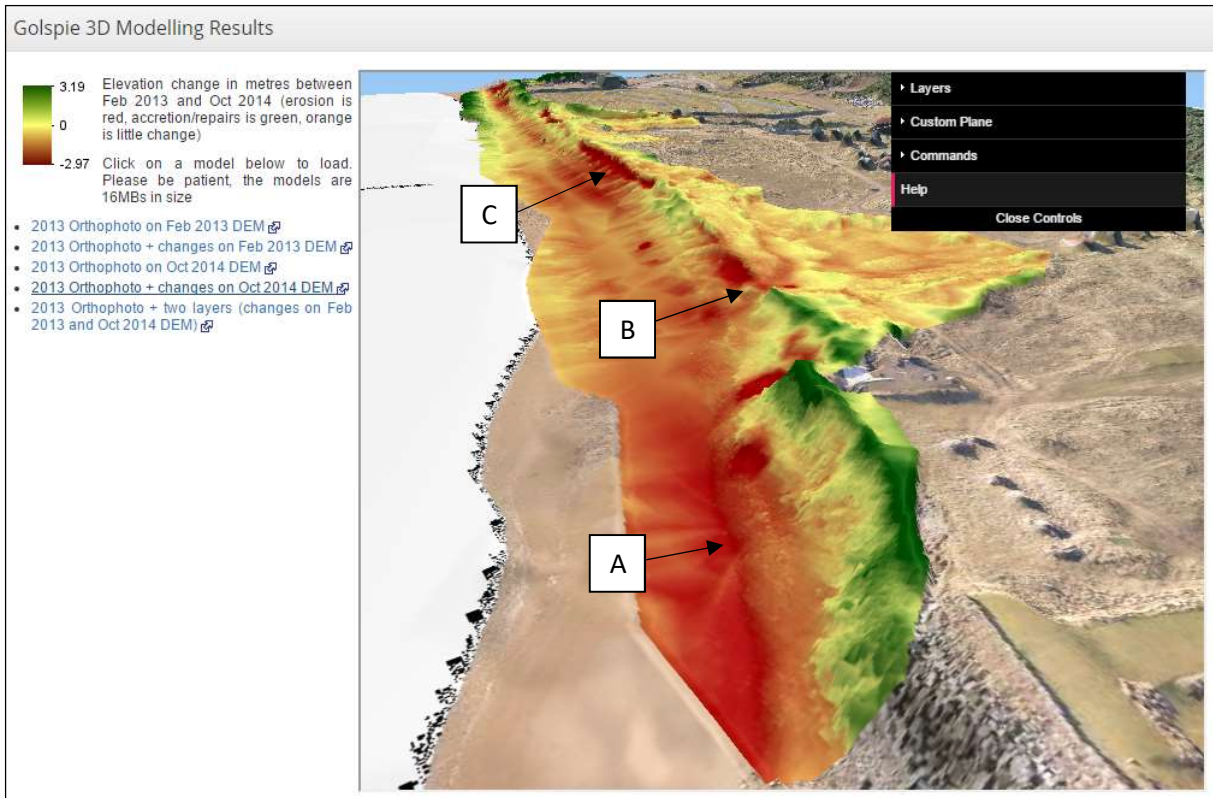 Golspie 3D Modelling Results
3.19
0
-2.97
Elevation change in metres between
Feb 2013 and Oct 2014 (erosion is
red, accretion/repairs is green, orange
is little change)
Click on a model below to load.
Please be patient, the models are
16MBs in size
2013 Orthophoto on Feb 2013 DEM
2013 Orthophoto + changes on Feb 2013 DEM
2013 Orthophoto on Oct 2014 DEM
2013 Orthophoto + changes on Oct 2014 DEM
2013 Orthophoto + two layers (changes on Feb
2013 and Oct 2014 DEM)
Layers
Custom Plane
Commands
Help
Close Controls
C
B
A